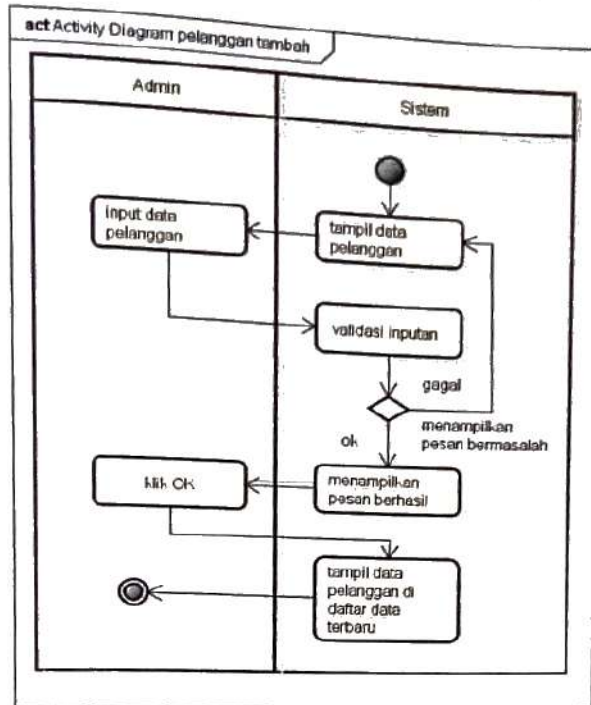 act Activity Diagram pelanggan tambah
Admin
Sistem
input data
pelanggan
tampil data
pelanggan
validasi inputan
gagal
menampilkan
pesan bermasalah
ok
klik OK
menampilkan
pesan berhasil
tampil data
pelanggan di
daftar data
terbaru